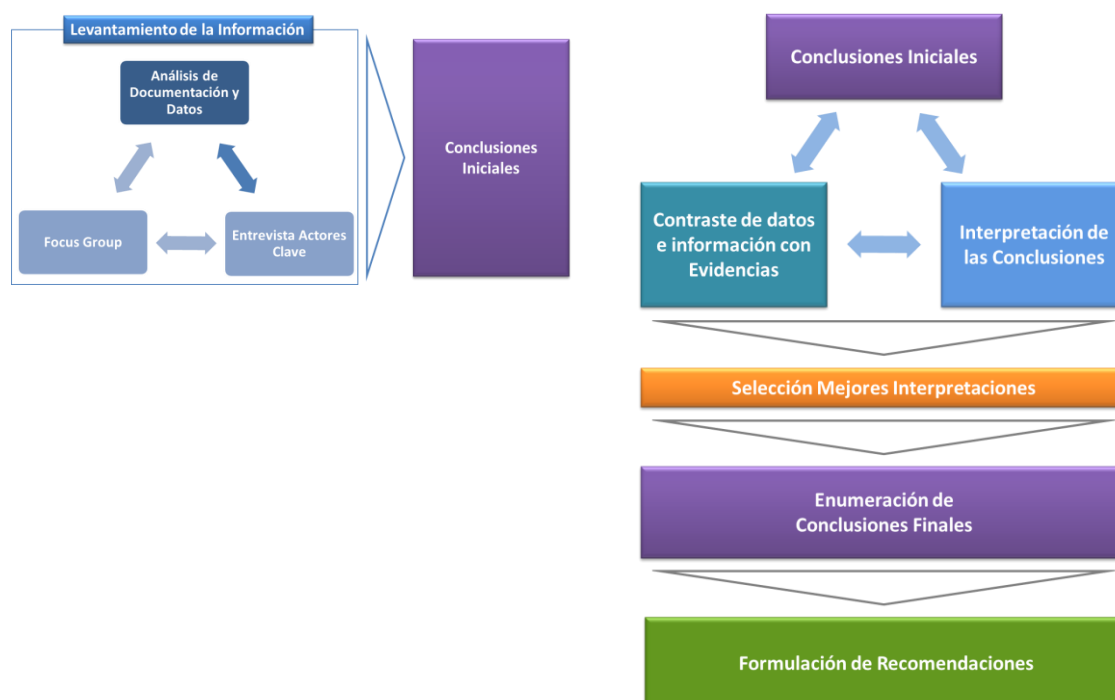 Levantamiento de la Información
Análisis de
Documentación y
Datos
Focus Group
Entrevista Actores
Clave
Conclusiones
Iniciales
Conclusiones Iniciales
Contraste de datos
e información con
Evidencias
Interpretación de
las Conclusiones
Selección Mejores Interpretaciones
Enumeración de
Conclusiones Finales
Formulación de Recomendaciones